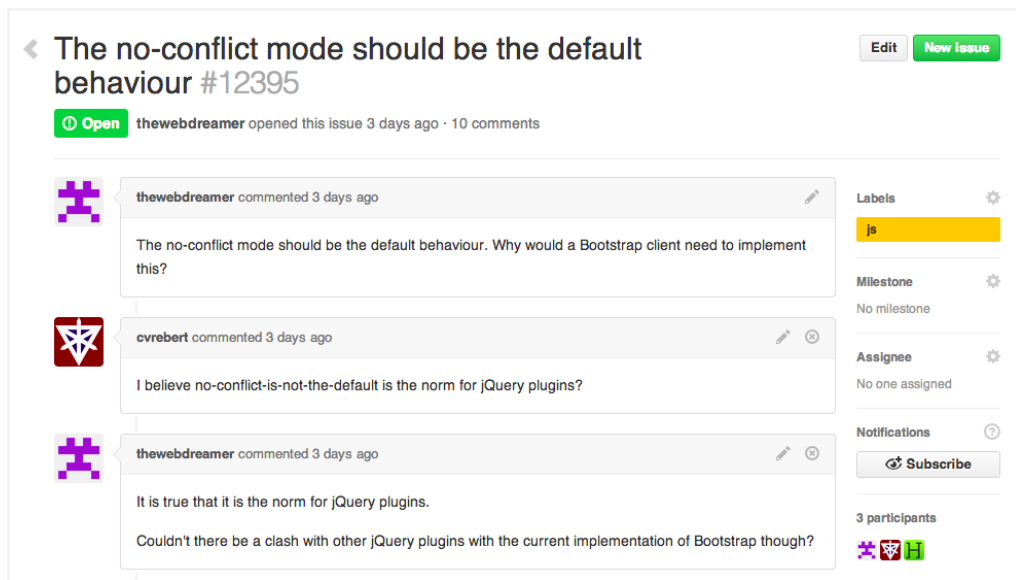 The no-conflict mode should be the default
behaviour #12395
Edit
New issue
Open
thewebdreamer opened this issue 3 days ago · 10 comments
thewebdreamer commented 3 days ago
The no-conflict mode should be the default behaviour. Why would a Bootstrap client need to implement
this?
cvrebert commented 3 days ago
I believe no-conflict-is-not-the-default is the norm for jQuery plugins?
thewebdreamer commented 3 days ago
It is true that it is the norm for jQuery plugins.
Couldn't there be a clash with other jQuery plugins with the current implementation of Bootstrap though?
Labels
js
Milestone
No milestone
Assignee
No one assigned
Notifications
Subscribe
3 participants